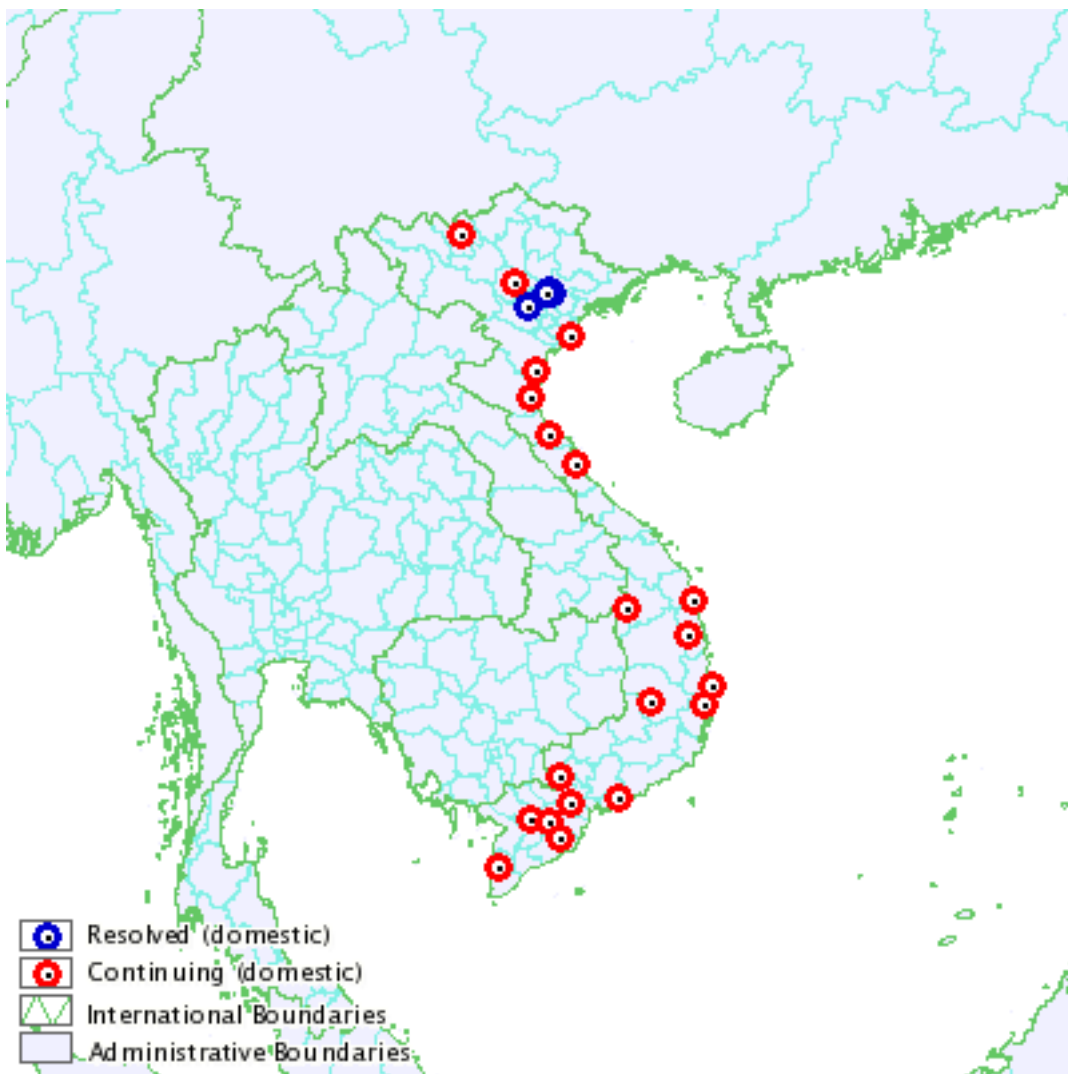 Resolved (domestic)
Continuing (domestic)
International Boundaries
Administrative Boundaries